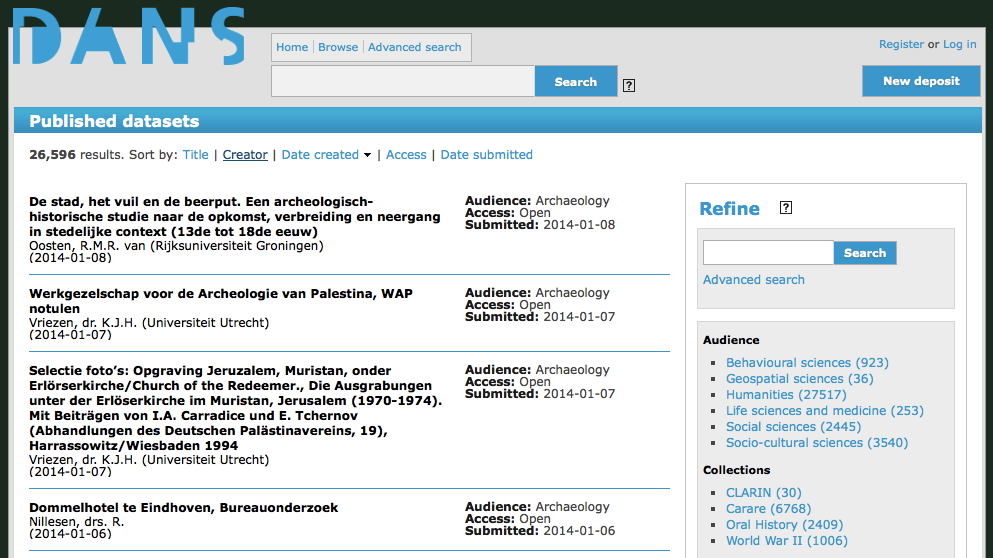 DANS
Home | Browse | Advanced search
Register or Log in
Search
?
New deposit
Published datasets
26,596 results. Sort by: Title | Creator | Date created | Access | Date submitted
De stad, het vuil en de beerput. Een archeologisch-
historische studie naar de opkomst, verbreiding en neergang
in stedelijke context (13de tot 18de eeuw)
Oosten, R.M.R. van (Rijksuniversiteit Groningen)
(2014-01-08)
Audience: Archaeology
Access: Open
Submitted: 2014-01-08
Werkgezelschap voor de Archeologie van Palestina, WAP
notulen
Vriezen, dr. K.J.H. (Universiteit Utrecht)
(2014-01-07)
Audience: Archaeology
Access: Open
Submitted: 2014-01-07
Selectie foto's: Opgraving Jeruzalem, Muristan, onder
Erlörserkirche/Church of the Redeemer., Die Ausgrabungen
unter der Erlöserkirche im Muristan, Jerusalem (1970-1974).
Mit Beiträgen von I.A. Carradice und E. Tchernov
(Abhandlungen des Deutschen Palästinavereins, 19),
Harrassowitz/Wiesbaden 1994
Vriezen, dr. K.J.H. (Universiteit Utrecht)
(2014-01-07)
Audience: Archaeology
Access: Open
Submitted: 2014-01-07
Dommelhotel te Eindhoven, Bureauonderzoek
Nillesen, drs. R.
(2014-01-06)
Audience: Archaeology
Access: Open
Submitted: 2014-01-06
Refine ?
Search
Advanced search
Audience
Behavioural sciences (923)
Geospatial sciences (36)
Humanities (27517)
Life sciences and medicine (253)
Social sciences (2445)
Socio-cultural sciences (3540)
Collections
CLARIN (30)
Carare (6768)
Oral History (2409)
World War II (1006)